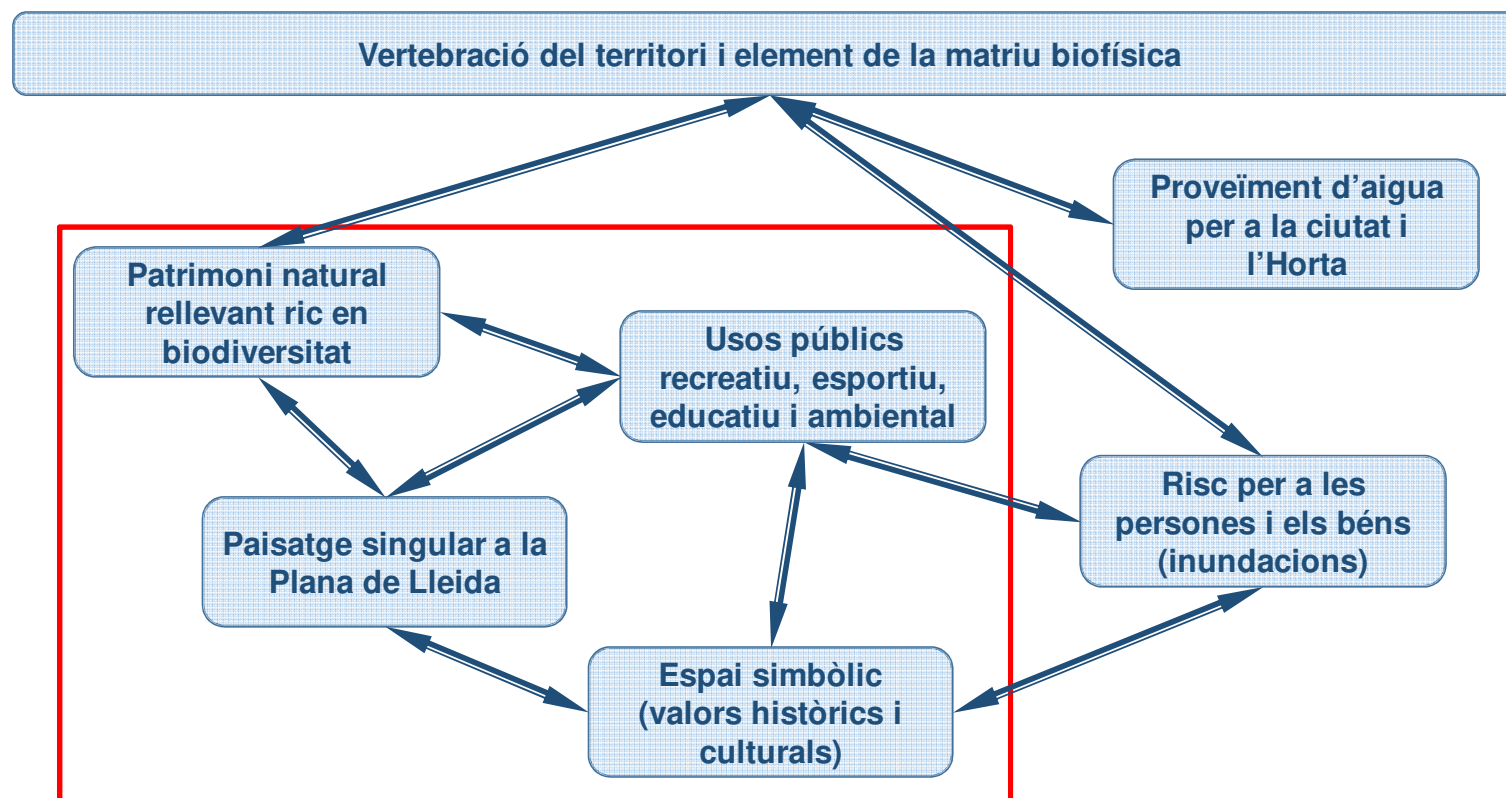 Vertebració del territori i element de la matriu biofísica
Proveïment d’aigua
per a la ciutat i
l’Horta
Patrimoni natural
rellevant ric en
biodiversitat
Usos públics
recreatiu, esportiu,
educatiu i ambiental
Risc per a les
persones i els béns
(inundacions)
Paisatge singular a la
Plana de Lleida
Espai simbòlic
(valors històrics i
culturals)